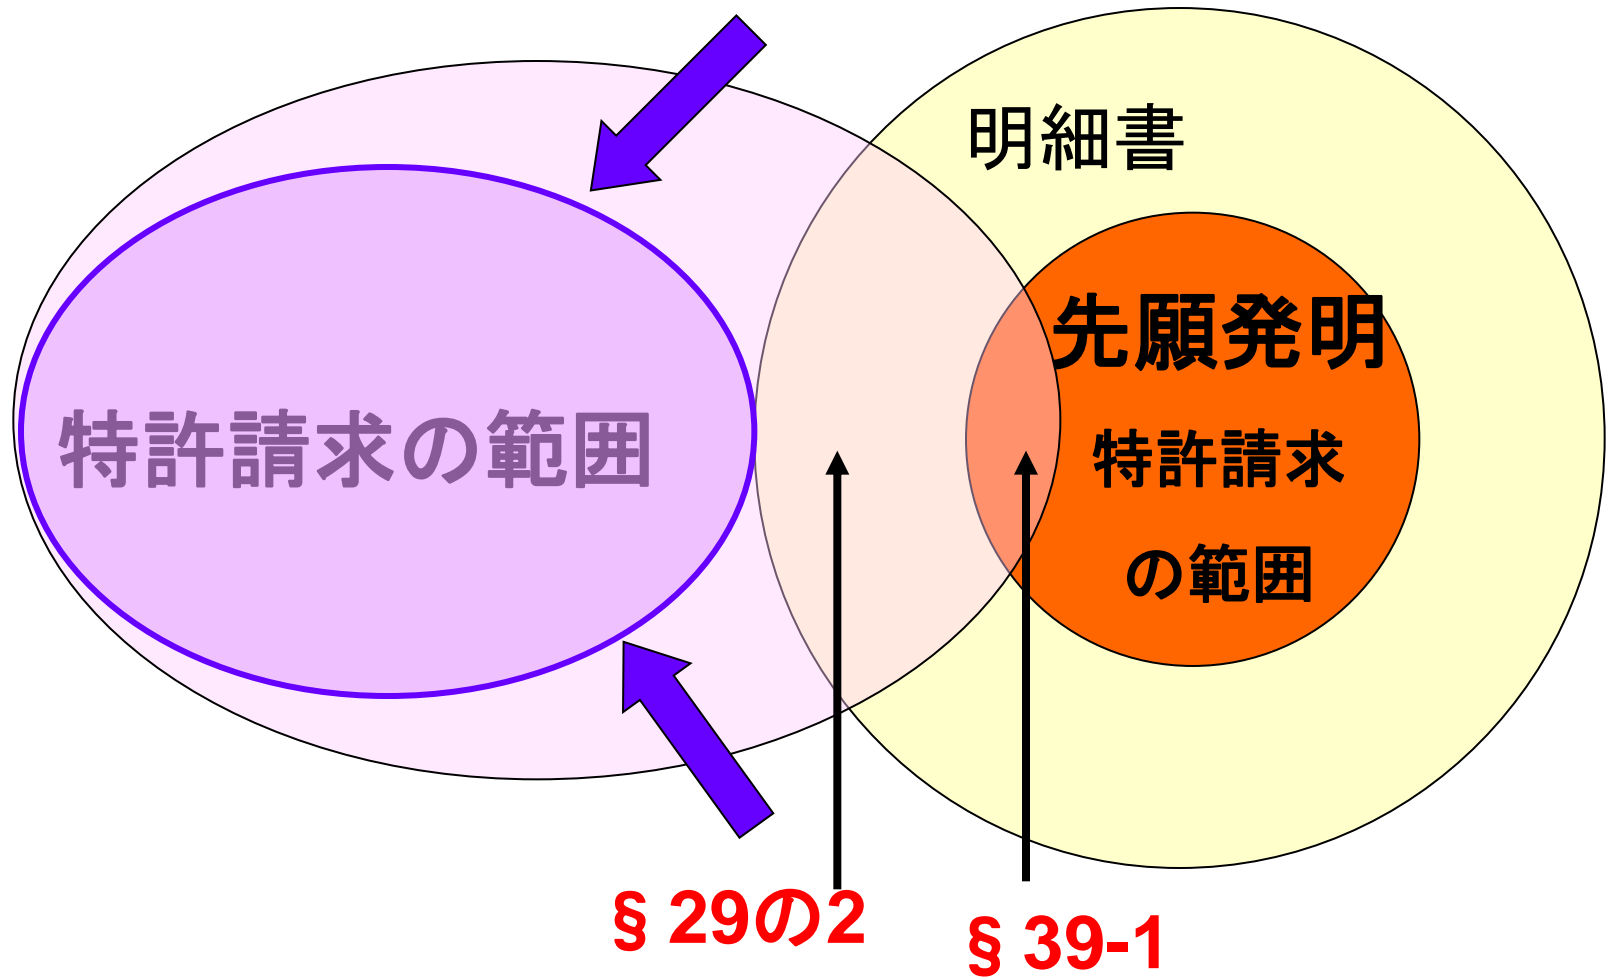 明細書
先願発明
特許請求の範囲
特許請求
の範囲
§ 29の2
§ 39-1